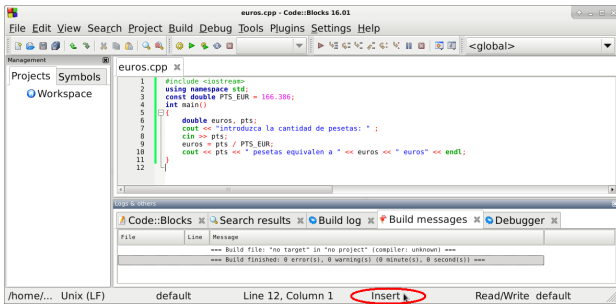 euros.cpp - Code::Blocks 16.01
File Edit View Search Project Build Debug Tools Plugins Settings Help
<global>
Management
Projects Symbols
Workspace
euros.cpp
1 #include <iostream>
2 using namespace std;
3 const double PTS_EUR = 166.386;
4 int main()
5 {
6 double euros, pts;
7 cout << "introduzca la cantidad de pesetas: " ;
8 cin >> pts;
9 euros = pts / PTS_EUR;
10 cout << pts << " pesetas equivalen a " << euros << " euros" << endl;
11 }
12
Logs & others
Code::Blocks Search results Build log Build messages Debugger
File Line Message
=== Build file: "no target" in "no project" (compiler: unknown) ===
=== Build finished: 0 error(s), 0 warning(s) (0 minute(s), 0 second(s)) ===
/home/... Unix (LF) default Line 12, Column 1 Insert Read/Write default